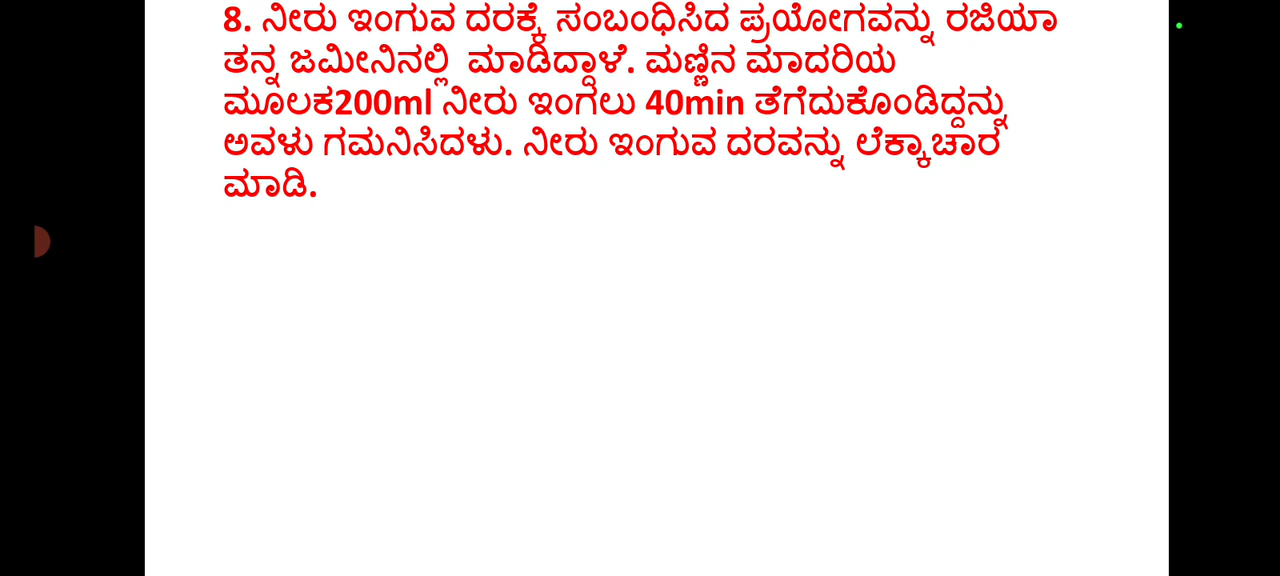 8. ನೀರು ಇಂಗುವ ದರಕ್ಕೆ ಸಂಬಂಧಿಸಿದ ಪ್ರಯೋಗವನ್ನು ರಜಿಯಾ
ತನ್ನ ಜಮೀನಿನಲ್ಲಿ ಮಾಡಿದ್ದಾಳೆ. ಮಣ್ಣಿನ ಮಾದರಿಯ
ಮೂಲಕ200ml ನೀರು ಇಂಗಲು 40min ತೆಗೆದುಕೊಂಡಿದ್ದನ್ನು
ಅವಳು ಗಮನಿಸಿದಳು. ನೀರು ಇಂಗುವ ದರವನ್ನು ಲೆಕ್ಕಾಚಾರ
ಮಾಡಿ.